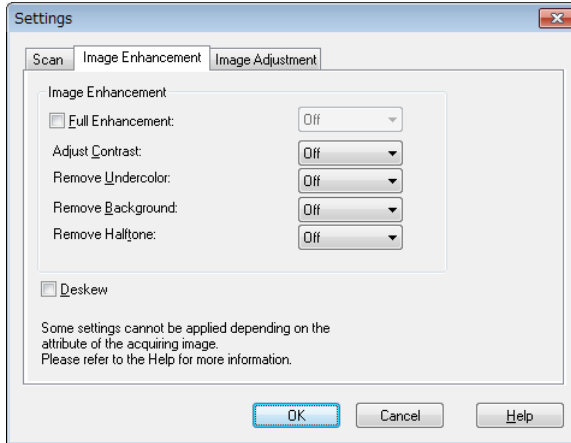 Settings
Scan Image Enhancement Image Adjustment
Image Enhancement
Full Enhancement: Off
Adjust Contrast: Off
Remove Undercolor: Off
Remove Background: Off
Remove Halftone: Off
Deskew
Some settings cannot be applied depending on the
attribute of the acquiring image.
Please refer to the Help for more information.
OK Cancel Help